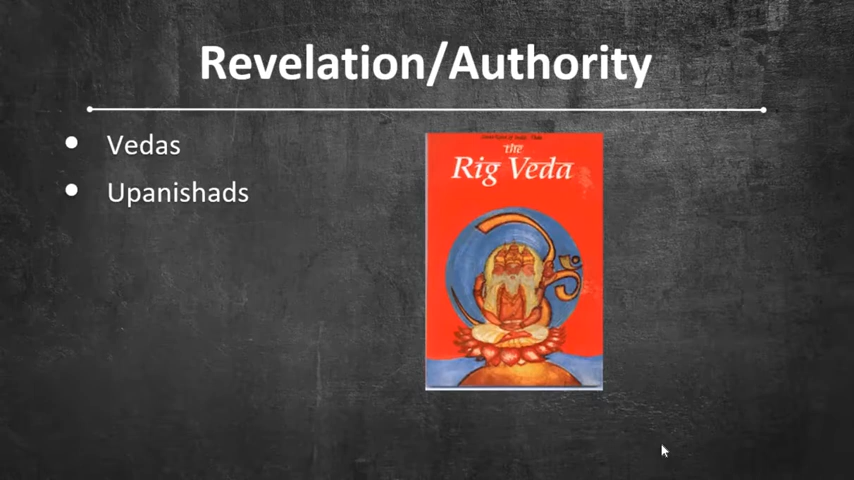 Revelation/Authority
Vedas
Upanishads
the
Rig Veda